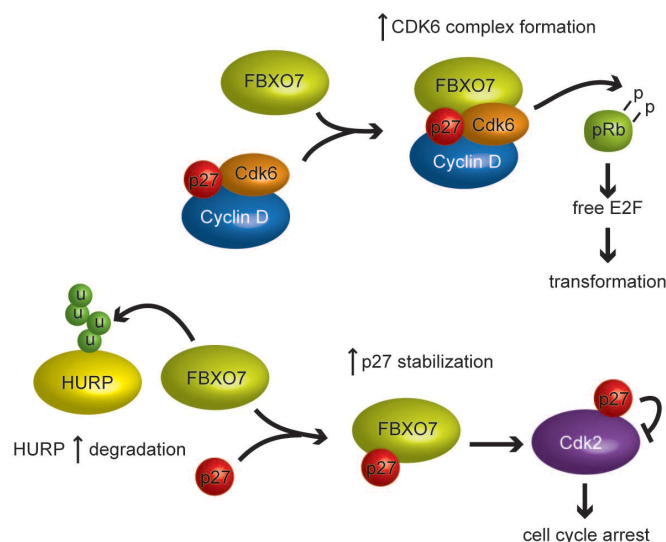 ↑ CDK6 complex formation
FBXO7
FBXO7
p27
Cdk6
Cyclin D
p27
Cdk6
Cyclin D
p
p
pRb
free E2F
transformation
u
u
u
u
HURP
FBXO7
HURP ↑ degradation
p27
↑ p27 stabilization
FBXO7
p27
p27
Cdk2
cell cycle arrest